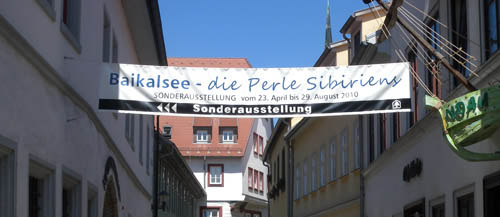 Baikalsee - die Perle Sibiriens
SONDERAUSSTELLUNG vom 23. April bis 29. August 2010
Sonderausstellung